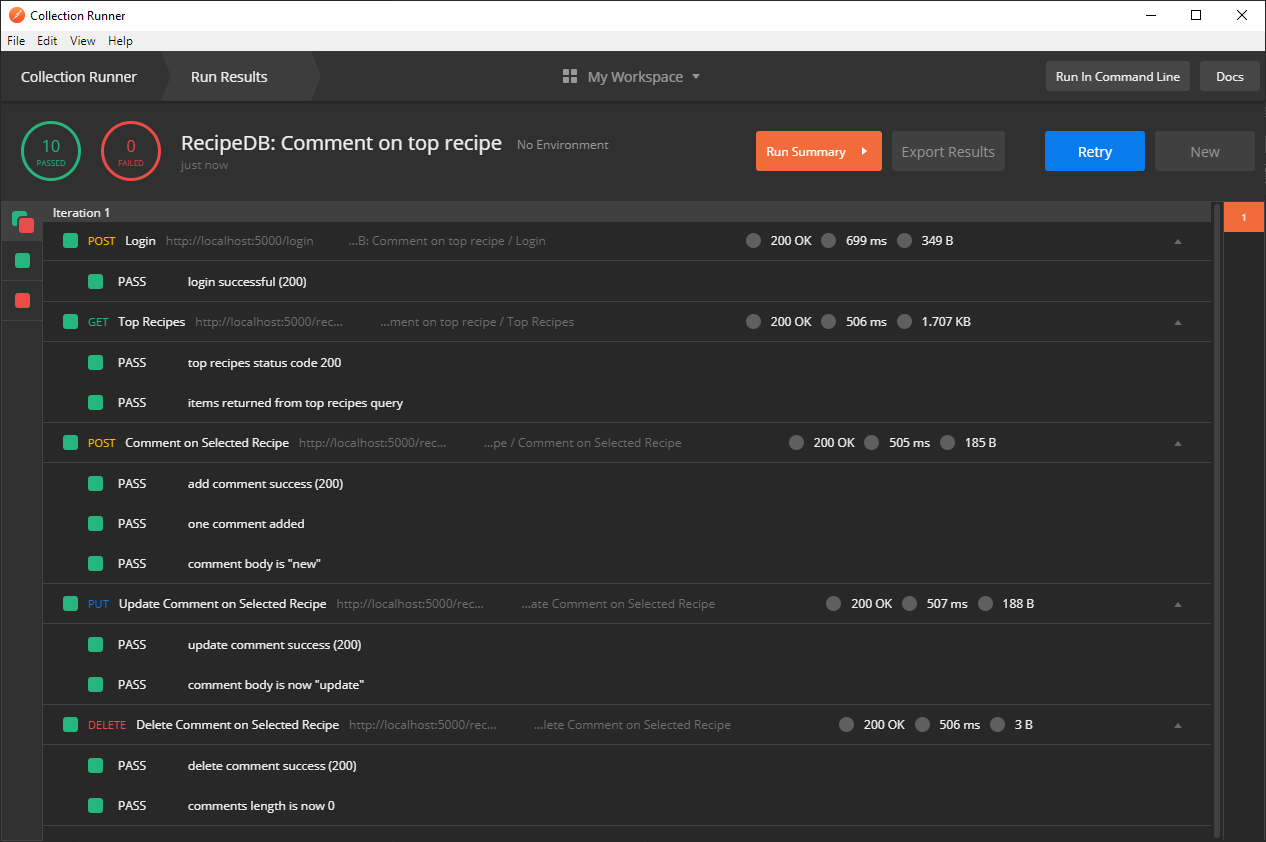 Collection Runner
File Edit View Help
Collection Runner Run Results My Workspace Run In Command Line Docs
10 PASSED 0 FAILED RecipeDB: Comment on top recipe No Environment Run Summary Export Results Retry New
just now
Iteration 1 1
POST Login http://localhost:5000/login ...B: Comment on top recipe / Login 200 OK 699 ms 349 B
PASS login successful (200)
GET Top Recipes http://localhost:5000/rec... ...ment on top recipe / Top Recipes 200 OK 506 ms 1.707 KB
PASS top recipes status code 200
PASS items returned from top recipes query
POST Comment on Selected Recipe http://localhost:5000/rec... ...pe / Comment on Selected Recipe 200 OK 505 ms 185 B
PASS add comment success (200)
PASS one comment added
PASS comment body is "new"
PUT Update Comment on Selected Recipe http://localhost:5000/rec... ...ate Comment on Selected Recipe 200 OK 507 ms 188 B
PASS update comment success (200)
PASS comment body is now "update"
DELETE Delete Comment on Selected Recipe http://localhost:5000/rec... ...lete Comment on Selected Recipe 200 OK 506 ms 3 B
PASS delete comment success (200)
PASS comments length is now 0